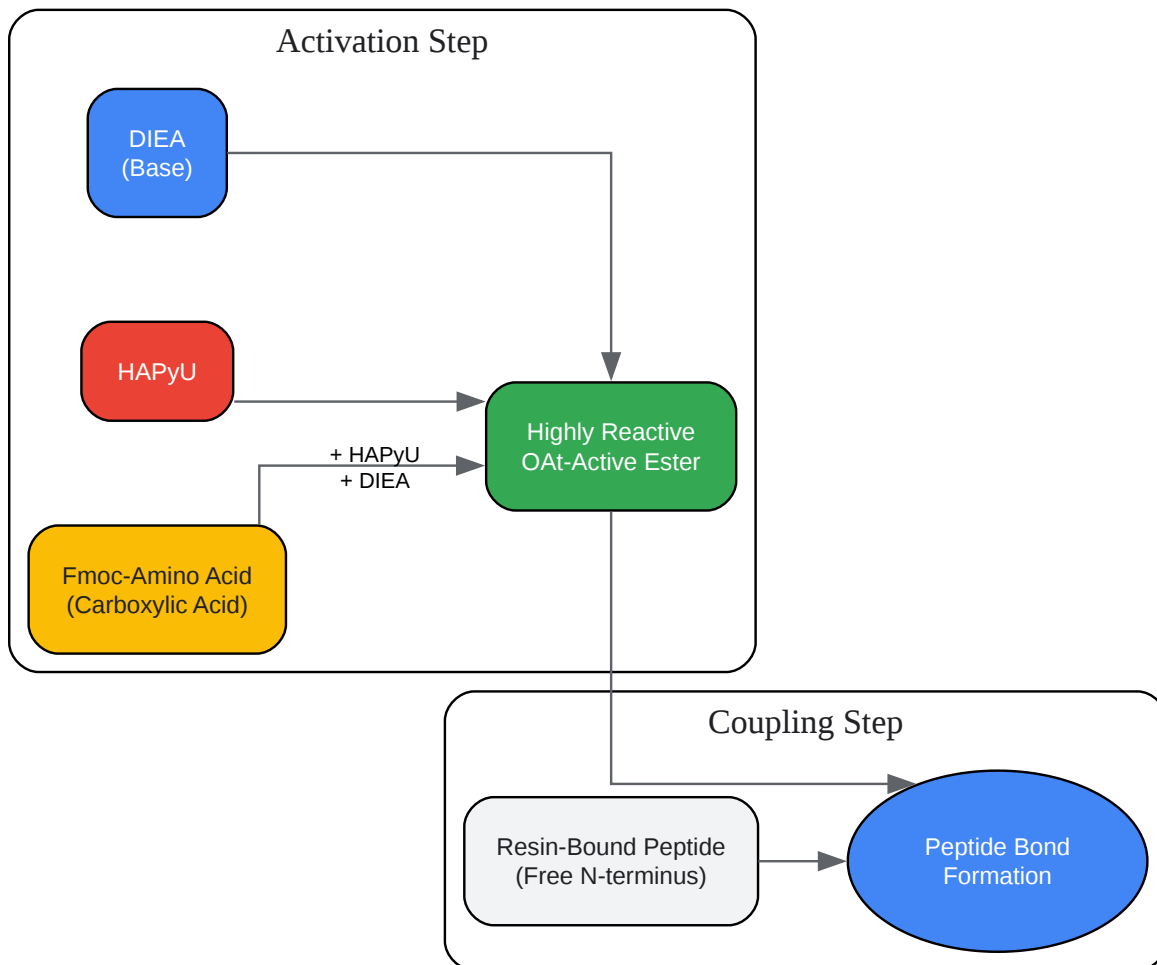 Activation Step
DIEA
(Base)
HAPyU
Highly Reactive
OAt-Active Ester
+ HAPyU
+ DIEA
Fmoc-Amino Acid
(Carboxylic Acid)
Coupling Step
Resin-Bound Peptide
(Free N-terminus)
Peptide Bond
Formation